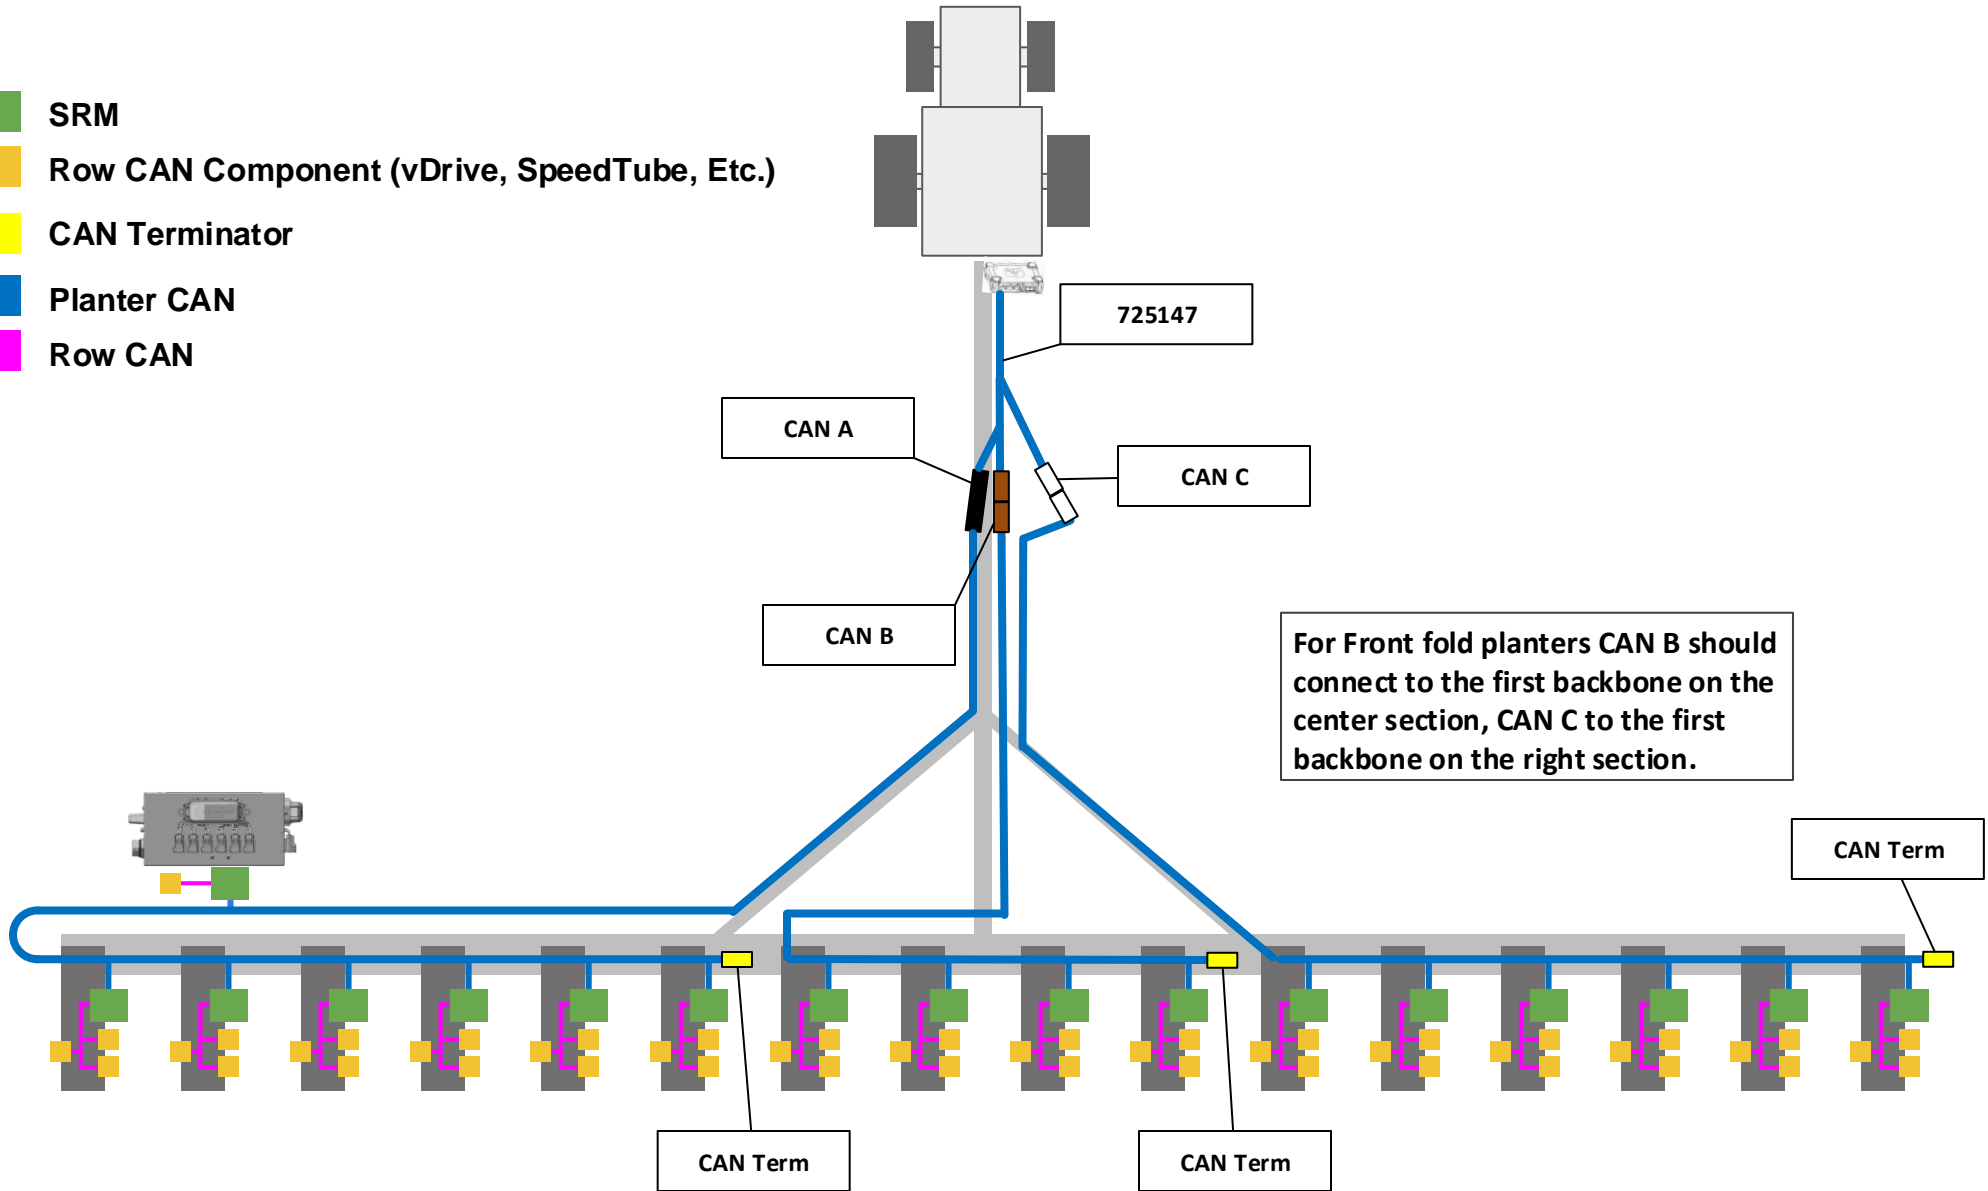 SRM
Row CAN Component (vDrive, SpeedTube, Etc.)
CAN Terminator
Planter CAN
Row CAN
725147
CAN A
CAN C
CAN B
For Front fold planters CAN B should
connect to the first backbone on the
center section, CAN C to the first
backbone on the right section.
CAN Term
CAN Term
CAN Term